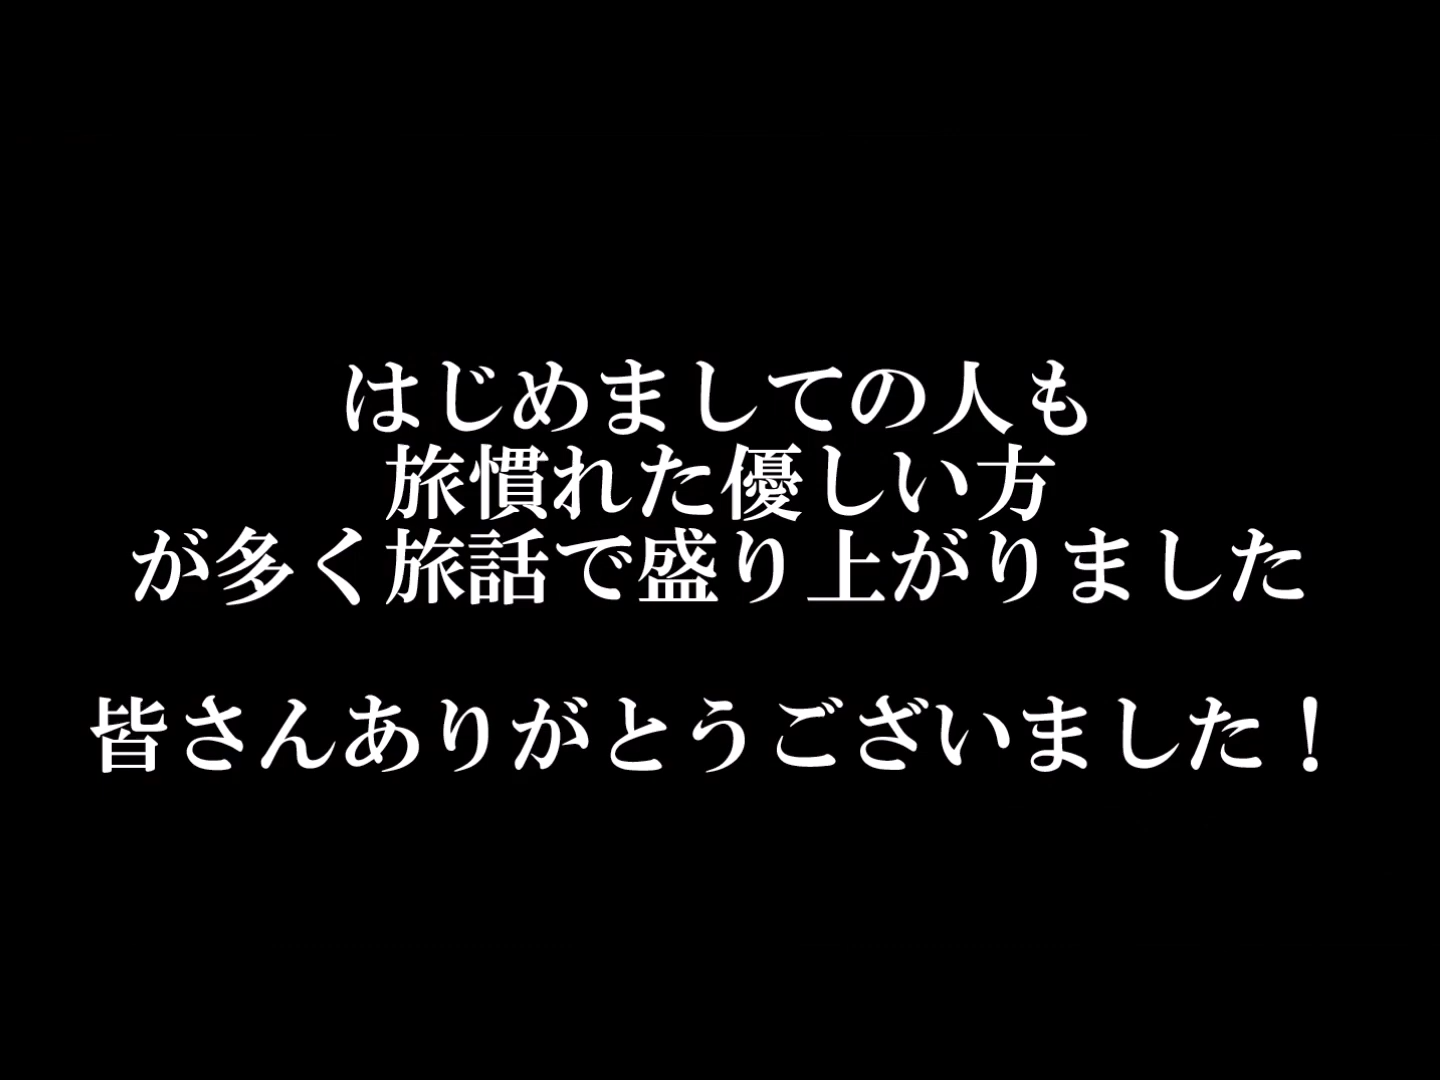 はじめましての人も
旅慣れた優しい方
が多く旅話で盛り上がりました
皆さんありがとうございました！